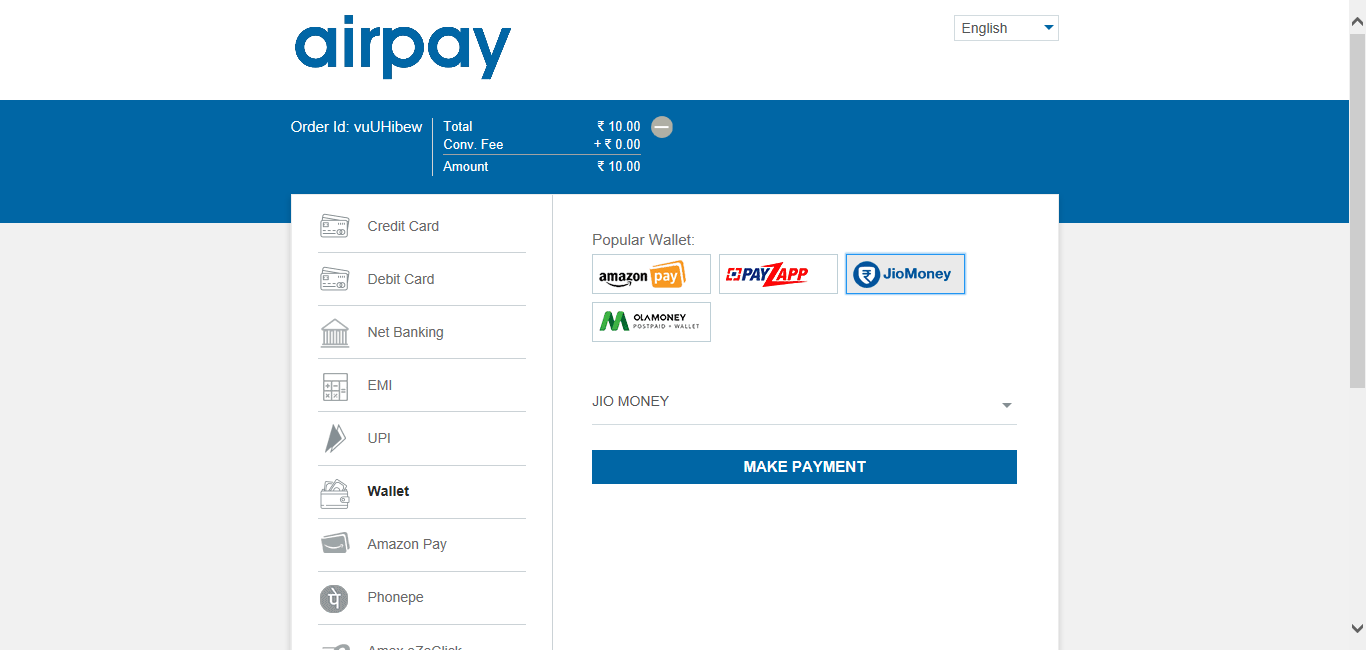 airpay
English
Order Id: vuUHibew
Total ₹ 10.00
Conv. Fee + ₹ 0.00
Amount ₹ 10.00
Credit Card
Debit Card
Net Banking
EMI
UPI
Wallet
Amazon Pay
Phonepe
Amex eZeClick
Popular Wallet:
amazon pay
PAYZAPP
JioMoney
OLAMONEY
POSTPAID + WALLET
JIO MONEY
MAKE PAYMENT